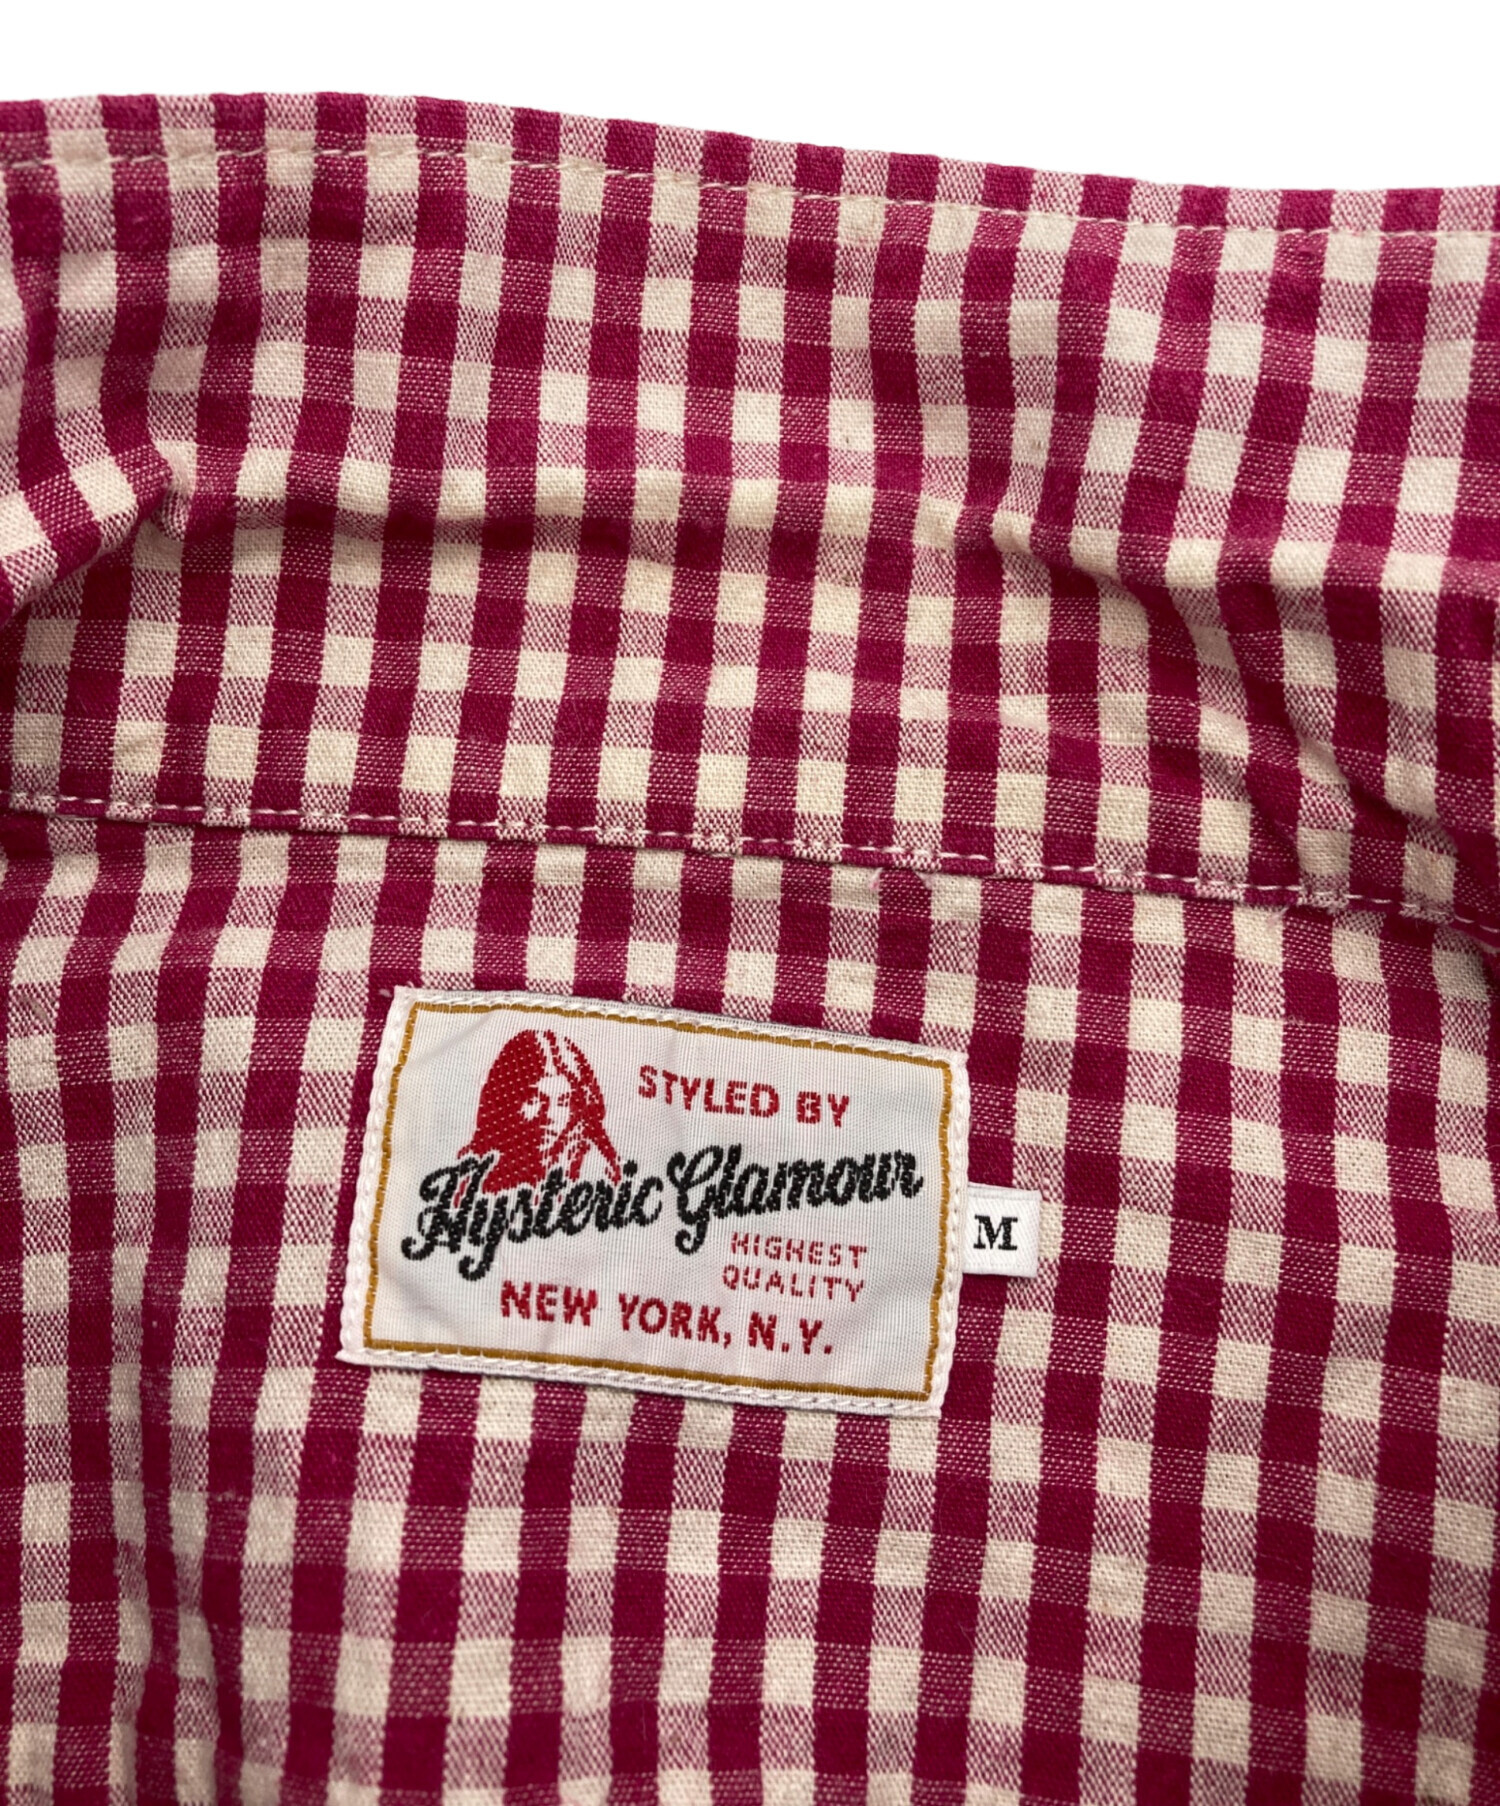 STYLED BY
Hysteric Glamour
HIGHEST
QUALITY
NEW YORK, N.Y.
M